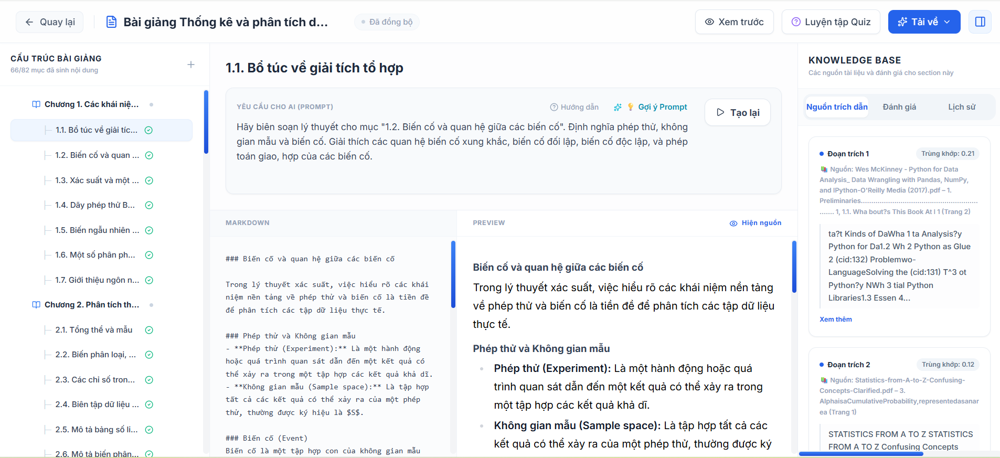 Quay lại
Bài giảng Thống kê và phân tích d...
Đã đồng bộ
Xem trước
Luyện tập Quiz
Tải về
CẤU TRÚC BÀI GIẢNG
66/82 mục đã sinh nội dung
Chương 1. Các khái niệ...
1.1. Bổ túc về giải tíc...
1.2. Biến cố và quan ...
1.3. Xác suất và một ...
1.4. Dãy phép thử B...
1.5. Biến ngẫu nhiên ...
1.6. Một số phân ph...
1.7. Giới thiệu ngôn n...
Chương 2. Phân tích th...
2.1. Tổng thể và mẫu
2.2. Biến phân loại, ...
2.3. Các chỉ số tron...
2.4. Biên tập dữ liệu ...
2.5. Mô tả bảng số li...
2.6. Mô tả biến phân...
1.1. Bổ túc về giải tích tổ hợp
YÊU CẦU CHO AI (PROMPT)
Hướng dẫn
Gợi ý Prompt
Tạo lại
Hãy biên soạn lý thuyết cho mục "1.2. Biến cố và quan hệ giữa các biến cố". Định nghĩa phép thử, không
gian mẫu và biến cố. Giải thích các quan hệ biến cố xung khắc, biến cố đối lập, biến cố độc lập, và phép
toán giao, hợp của các biến cố.
MARKDOWN
### Biến cố và quan hệ giữa các biến cố
Trong lý thuyết xác suất, việc hiểu rõ các khái
niệm nền tảng về phép thử và biến cố là tiền đề
để phân tích các tập dữ liệu thực tế.
### Phép thử và Không gian mẫu
- **Phép thử (Experiment):** Là một hành động
hoặc quá trình quan sát dẫn đến một kết quả có
thể xảy ra trong một tập hợp các kết quả khả dĩ.
- **Không gian mẫu (Sample space):** Là tập hợp
tất cả các kết quả có thể xảy ra của một phép
thử, thường được ký hiệu là $S$.
### Biến cố (Event)
Biến cố là một tập hợp con của không gian mẫu
PREVIEW
Hiện nguồn
Biến cố và quan hệ giữa các biến cố
Trong lý thuyết xác suất, việc hiểu rõ các khái niệm nền tảng
về phép thử và biến cố là tiền đề để phân tích các tập dữ liệu
thực tế.
Phép thử và Không gian mẫu
Phép thử (Experiment): Là một hành động hoặc quá
trình quan sát dẫn đến một kết quả có thể xảy ra trong
một tập hợp các kết quả khả dĩ.
Không gian mẫu (Sample space): Là tập hợp tất cả các
kết quả có thể xảy ra của một phép thử, thường được ký
KNOWLEDGE BASE
Các nguồn tài liệu và đánh giá cho section này
Nguồn trích dẫn
Đánh giá
Lịch sử
Đoạn trích 1
Trùng khớp: 0.21
Nguồn: Wes McKinney - Python for Data
Analysis_ Data Wrangling with Pandas, NumPy,
and IPython-O'Reilly Media (2017).pdf – 1.
Preliminaries........................................................
....... 1, 1.1. Wha bout?s This Book At l 1 (Trang 2)
ta?t Kinds of DaWha 1 ta Analysis?y
Python for Da1.2 Wh 2 Python as Glue
2 (cid:132) Problemwo-
LanguageSolving the (cid:131) T^3 ot
Python?y NWh 3 tial Python
Libraries1.3 Essen 4...
Xem thêm
Đoạn trích 2
Trùng khớp: 0.12
Nguồn: Statistics-from-A-to-Z-Confusing-
Concepts-Clarified.pdf – 3.
AlphaisaCumulativeProbability,representedasanar
ea (Trang 1)
STATISTICS FROM A TO Z STATISTICS
FROM A TO Z Confusing Concepts